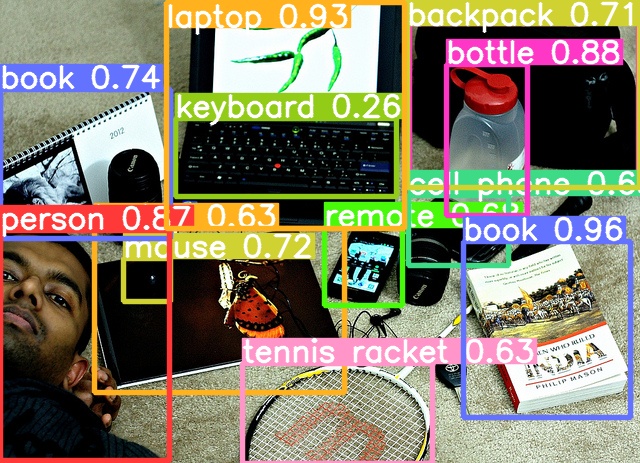 laptop 0.93
backpack 0.71
bottle 0.88
book 0.74
keyboard 0.26
2012
Canon
cell phone 0.6
person 0.87
0.63
remote 0.68
mouse 0.72
book 0.96
tennis racket 0.63
MEN WHO BUILD
INDIA
PHILIP MASON